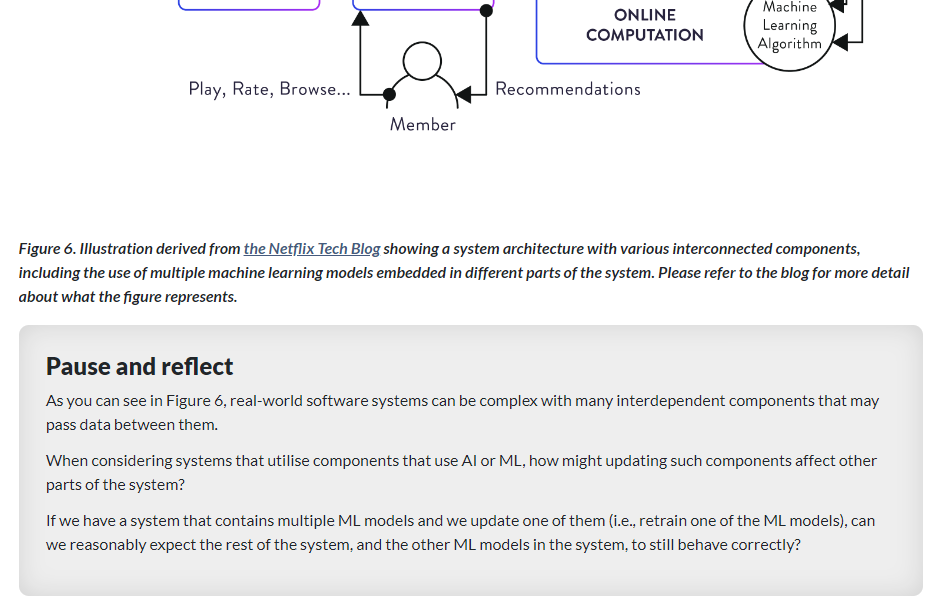 Machine
Learning
Algorithm
ONLINE
COMPUTATION
Play, Rate, Browse...
Recommendations
Member
Figure 6. Illustration derived from the Netflix Tech Blog showing a system architecture with various interconnected components,
including the use of multiple machine learning models embedded in different parts of the system. Please refer to the blog for more detail
about what the figure represents.
Pause and reflect
As you can see in Figure 6, real-world software systems can be complex with many interdependent components that may
pass data between them.
When considering systems that utilise components that use AI or ML, how might updating such components affect other
parts of the system?
If we have a system that contains multiple ML models and we update one of them (i.e., retrain one of the ML models), can
we reasonably expect the rest of the system, and the other ML models in the system, to still behave correctly?